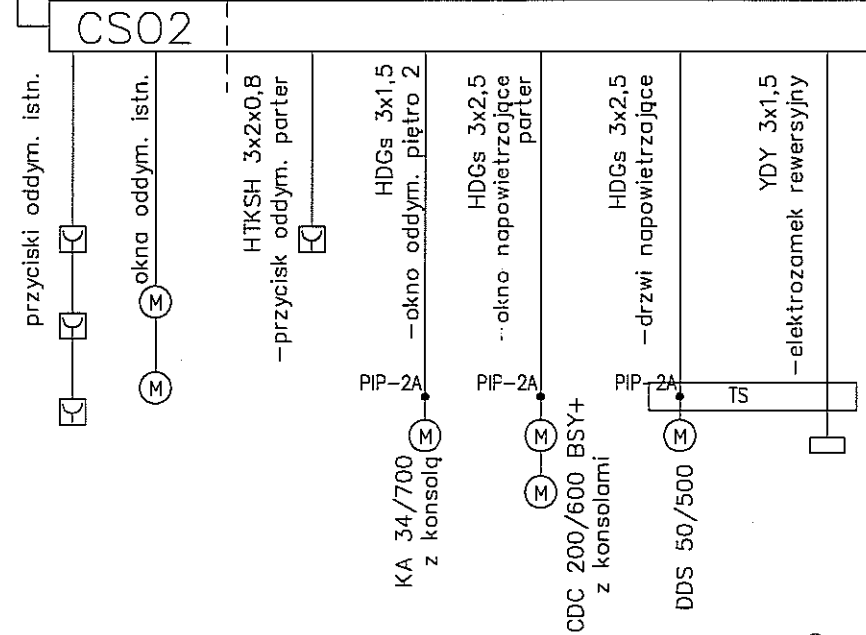 CSO2
przyciski oddym. istn.
okna oddym. istn.
HTKSH 3x2x0,8
—przycisk oddym. parter
HDGs 3x1,5
—okno oddym. piętro 2
HDGs 3x2,5
—okno napowietrzające
parter
HDGs 3x2,5
—drzwi napowietrzające
YDY 3x1,5
—elektrozamek rewersyjny
M
M
PIP—2A
PIP—2A
PIP—2A
TS
M
M
M
M
KA 34/700
z konsolą
CDC 200/600 BSY+
z konsolami
DDS 50/500